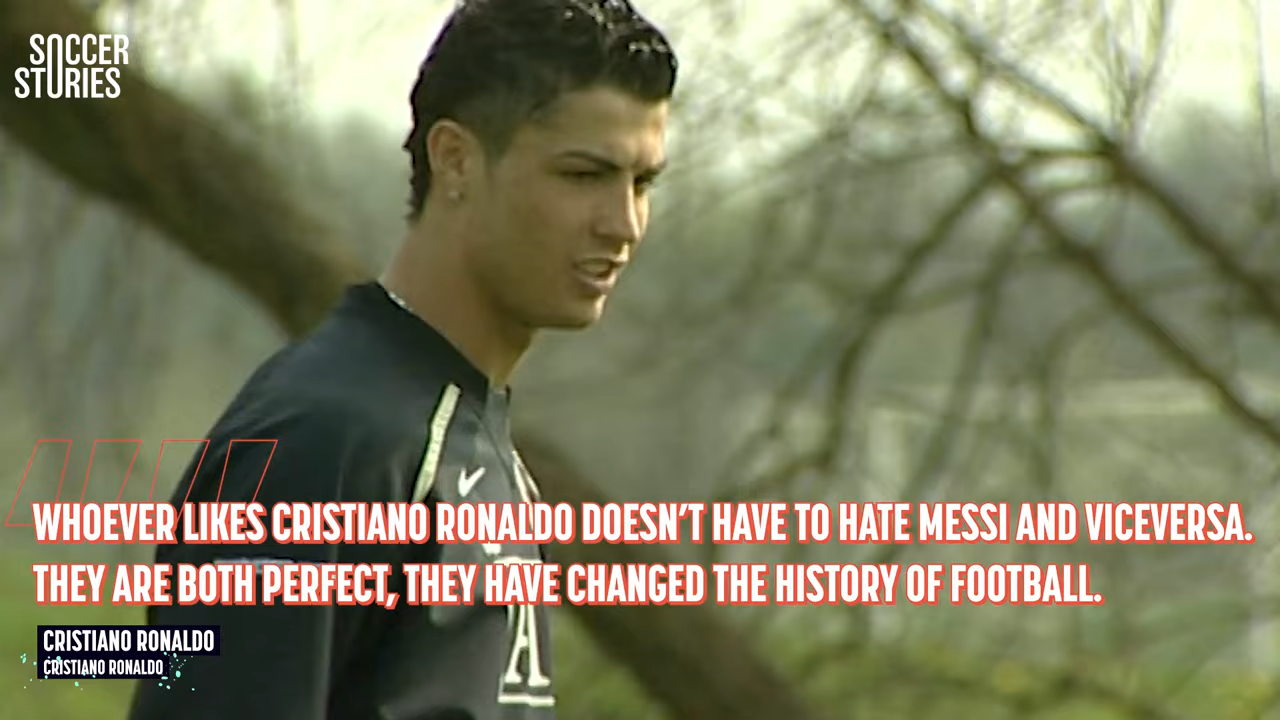 SOCCER
STORIES
WHOEVER LIKES CRISTIANO RONALDO DOESN'T HAVE TO HATE MESSI AND VICEVERSA.
THEY ARE BOTH PERFECT, THEY HAVE CHANGED THE HISTORY OF FOOTBALL.
CRISTIANO RONALDO
CRISTIANO RONALDO